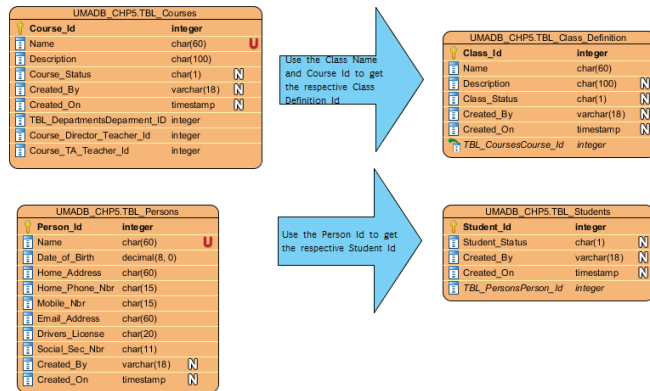 UMADB_CHP5.TBL_Courses
Course_Id integer
Name char(60) U
Description char(100)
Course_Status char(1) N
Created_By varchar(18) N
Created_On timestamp N
TBL_DepartmentsDeparment_ID integer
Course_Director_Teacher_Id integer
Course_TA_Teacher_Id integer
Use the Class Name
and Course Id to get
the respective Class
Definition Id
UMADB_CHP5.TBL_Class_Definition
Class_Id integer
Name char(60)
Description char(100) N
Class_Status char(1) N
Created_By varchar(18) N
Created_On timestamp N
TBL_CoursesCourse_Id integer
UMADB_CHP5.TBL_Persons
Person_Id integer
Name char(60) U
Date_of_Birth decimal(8, 0)
Home_Address char(60)
Home_Phone_Nbr char(15)
Mobile_Nbr char(15)
Email_Address char(60)
Drivers_License char(20)
Social_Sec_Nbr char(11)
Created_By varchar(18) N
Created_On timestamp N
Use the Person Id to get
the respective Student Id
UMADB_CHP5.TBL_Students
Student_Id integer
Student_Status char(1) N
Created_By varchar(18) N
Created_On timestamp N
TBL_PersonsPerson_Id integer